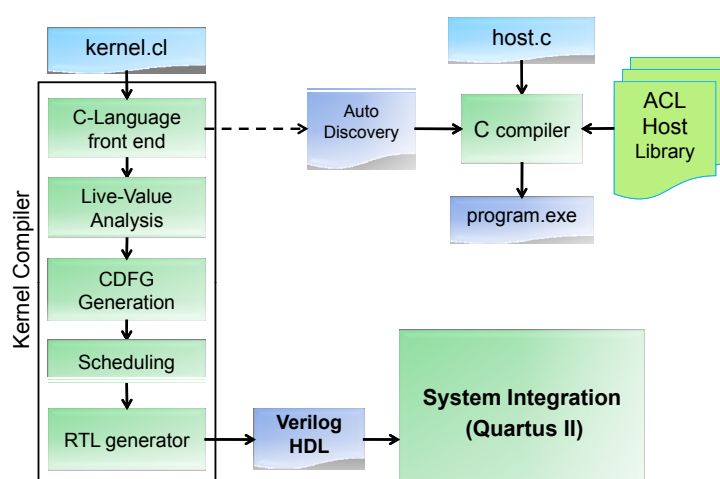 kernel.cl
host.c
C-Language
front end
Auto
Discovery
C compiler
ACL
Host
Library
Live-Value
Analysis
program.exe
CDFG
Generation
Kernel Compiler
Scheduling
RTL generator
Verilog
HDL
System Integration
(Quartus II)